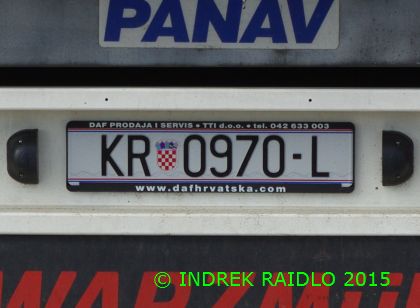 PANAV
DAF PRODAJA I SERVIS • TTI d.o.o. • tel. 042 633 003
KR 0970-L
www.dafhrvatska.com
© INDREK RAIDLO 2015